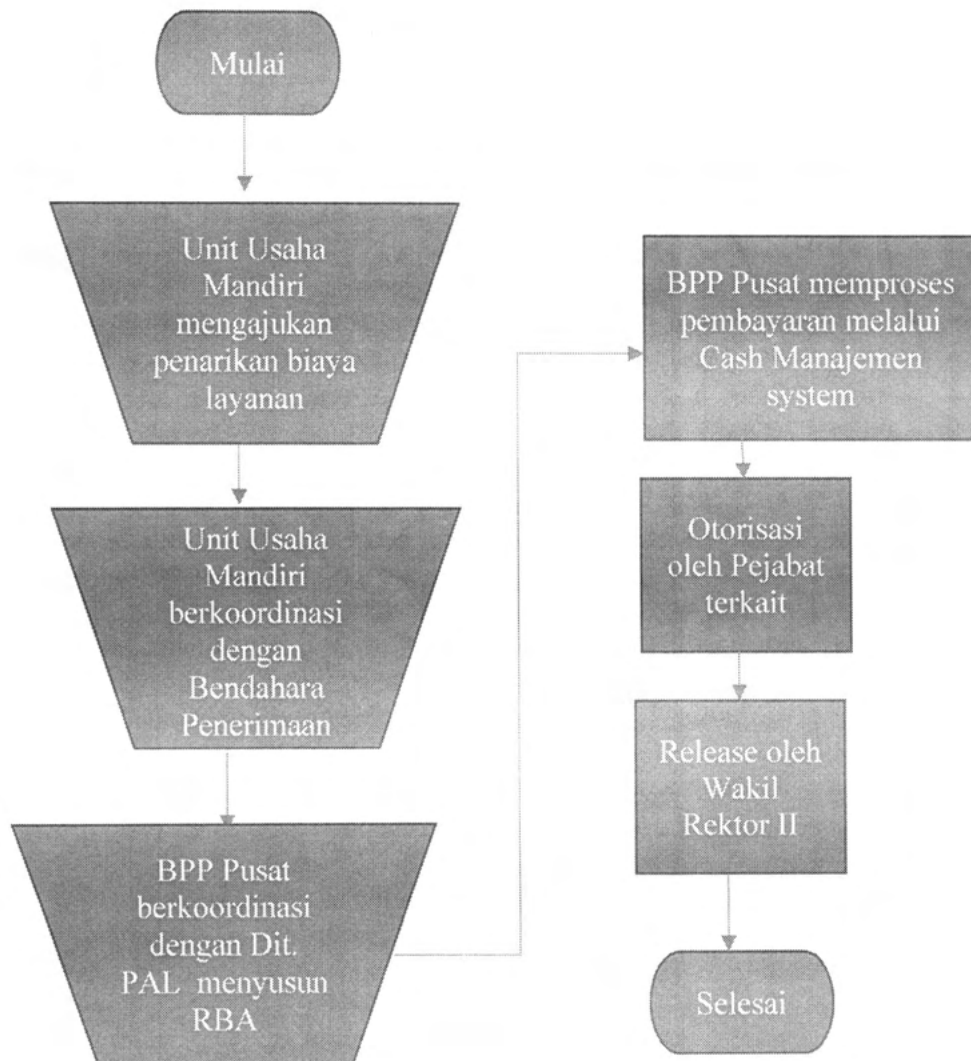 Mulai
Unit Usaha
Mandiri
mengajukan
penarikan biaya
layanan
Unit Usaha
Mandiri
berkoordinasi
dengan
Bendahara
Penerimaan
BPP Pusat
berkoordinasi
dengan Dit.
PAL menyusun
RBA
BPP Pusat memproses
pembayaran melalui
Cash Manajemen
system
Otorisasi
oleh Pejabat
terkait
Release oleh
Wakil
Rektor II
Selesai